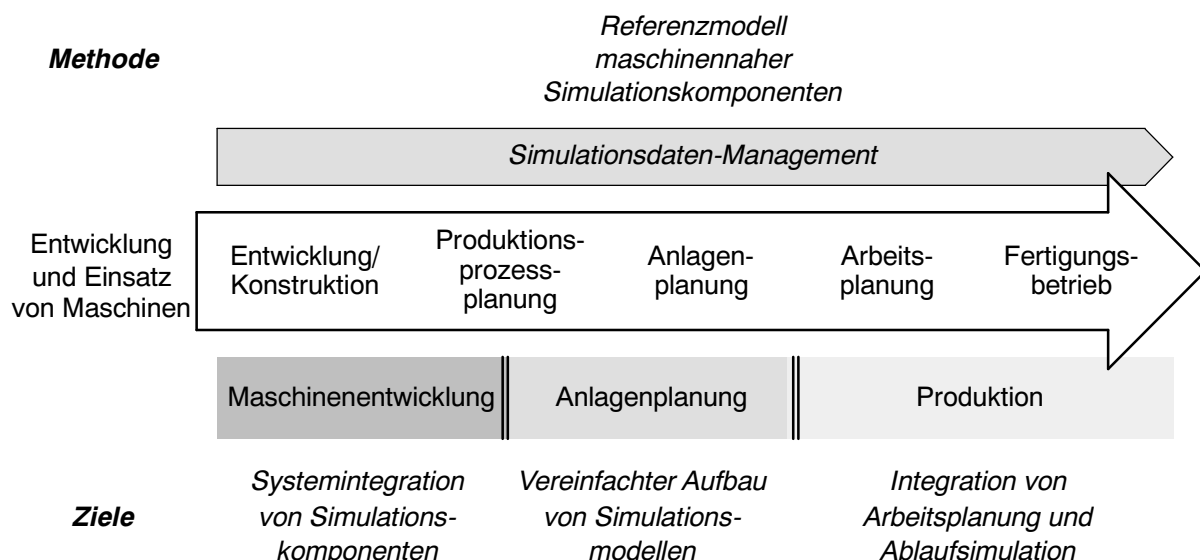 Methode
Referenzmodell
maschinennaher
Simulationskomponenten
Simulationsdaten-Management
Entwicklung
und Einsatz
von Maschinen
Entwicklung/
Konstruktion
Produktions-
prozess-
planung
Anlagen-
planung
Arbeits-
planung
Fertigungs-
betrieb
Maschinenentwicklung
Anlagenplanung
Produktion
Ziele
Systemintegration
von Simulations-
komponenten
Vereinfachter Aufbau
von Simulations-
modellen
Integration von
Arbeitsplanung und
Ablaufsimulation